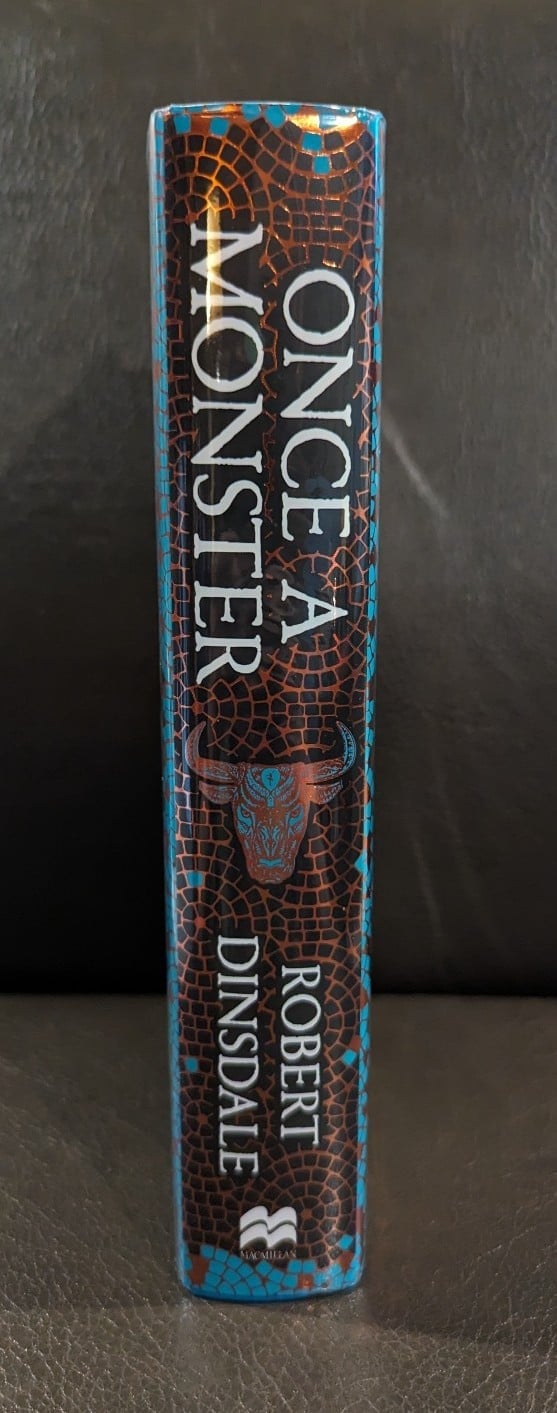 ONCE A
MONSTER
ROBERT
DINSDALE
MACMILLAN